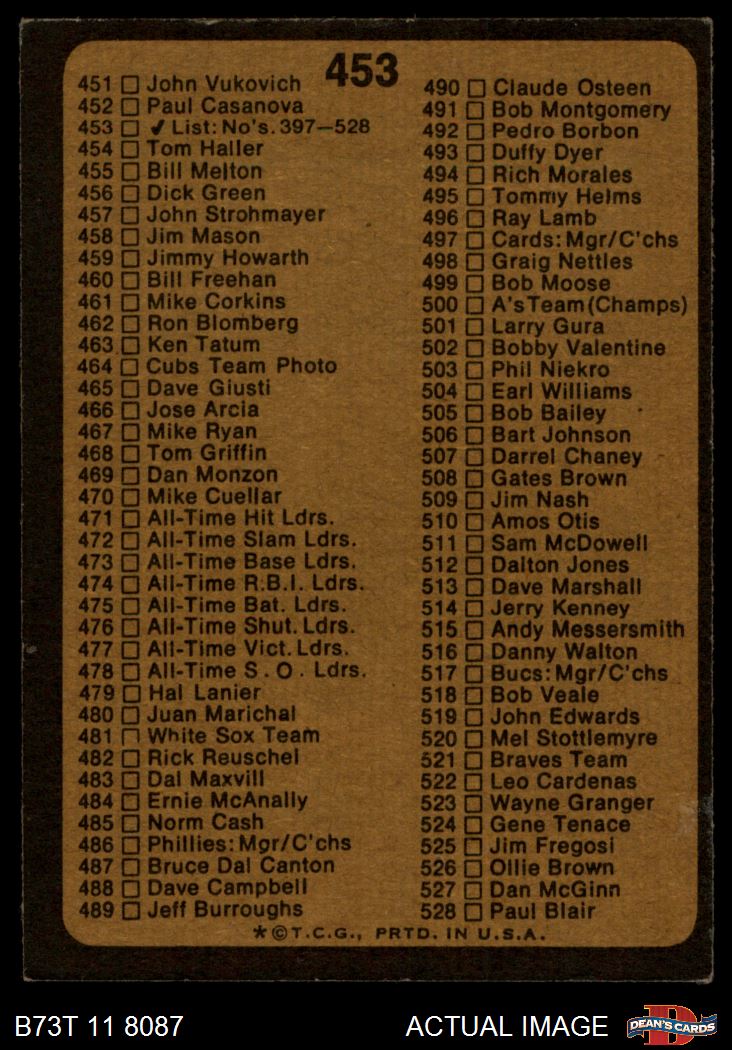 453
451 John Vukovich
452 Paul Casanova
453 ✓ List: No's. 397–528
454 Tom Haller
455 Bill Melton
456 Dick Green
457 John Strohmayer
458 Jim Mason
459 Jimmy Howarth
460 Bill Freehan
461 Mike Corkins
462 Ron Blomberg
463 Ken Tatum
464 Cubs Team Photo
465 Dave Giusti
466 Jose Arcia
467 Mike Ryan
468 Tom Griffin
469 Dan Monzon
470 Mike Cuellar
471 All-Time Hit Ldrs.
472 All-Time Slam Ldrs.
473 All-Time Base Ldrs.
474 All-Time R.B.I. Ldrs.
475 All-Time Bat. Ldrs.
476 All-Time Shut. Ldrs.
477 All-Time Vict. Ldrs.
478 All-Time S.O. Ldrs.
479 Hal Lanier
480 Juan Marichal
481 White Sox Team
482 Rick Reuschel
483 Dal Maxvill
484 Ernie McAnally
485 Norm Cash
486 Phillies: Mgr/C'chs
487 Bruce Dal Canton
488 Dave Campbell
489 Jeff Burroughs
490 Claude Osteen
491 Bob Montgomery
492 Pedro Borbon
493 Duffy Dyer
494 Rich Morales
495 Tommy Helms
496 Ray Lamb
497 Cards: Mgr/C'chs
498 Graig Nettles
499 Bob Moose
500 A's Team (Champs)
501 Larry Gura
502 Bobby Valentine
503 Phil Niekro
504 Earl Williams
505 Bob Bailey
506 Bart Johnson
507 Darrel Chaney
508 Gates Brown
509 Jim Nash
510 Amos Otis
511 Sam McDowell
512 Dalton Jones
513 Dave Marshall
514 Jerry Kenney
515 Andy Messersmith
516 Danny Walton
517 Bucs: Mgr/C'chs
518 Bob Veale
519 John Edwards
520 Mel Stottlemyre
521 Braves Team
522 Leo Cardenas
523 Wayne Granger
524 Gene Tenace
525 Jim Fregosi
526 Ollie Brown
527 Dan McGinn
528 Paul Blair
*©T.C.G., PRTD. IN U.S.A.
B73T 11 8087
ACTUAL IMAGE
D
DEAN'S CARDS